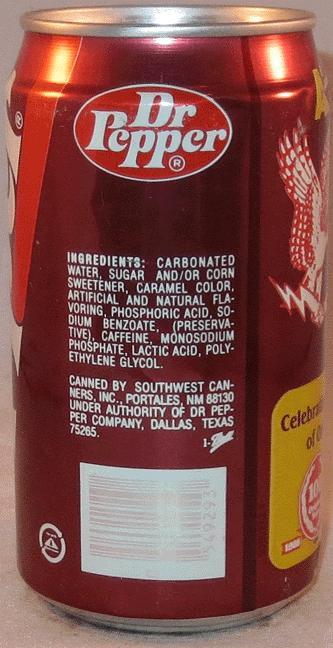 Dr
Pepper
®
®
INGREDIENTS: CARBONATED
WATER, SUGAR AND/OR CORN
SWEETENER, CARAMEL COLOR,
ARTIFICIAL AND NATURAL FLA-
VORING, PHOSPHORIC ACID, SO-
DIUM BENZOATE, (PRESERVA-
TIVE), CAFFEINE, MONOSODIUM
PHOSPHATE, LACTIC ACID, POLY-
ETHYLENE GLYCOL.
CANNED BY SOUTHWEST CAN-
NERS, INC., PORTALES, NM 88130
UNDER AUTHORITY OF DR PEP-
PER COMPANY, DALLAS, TEXAS
75265.
Celebra
of